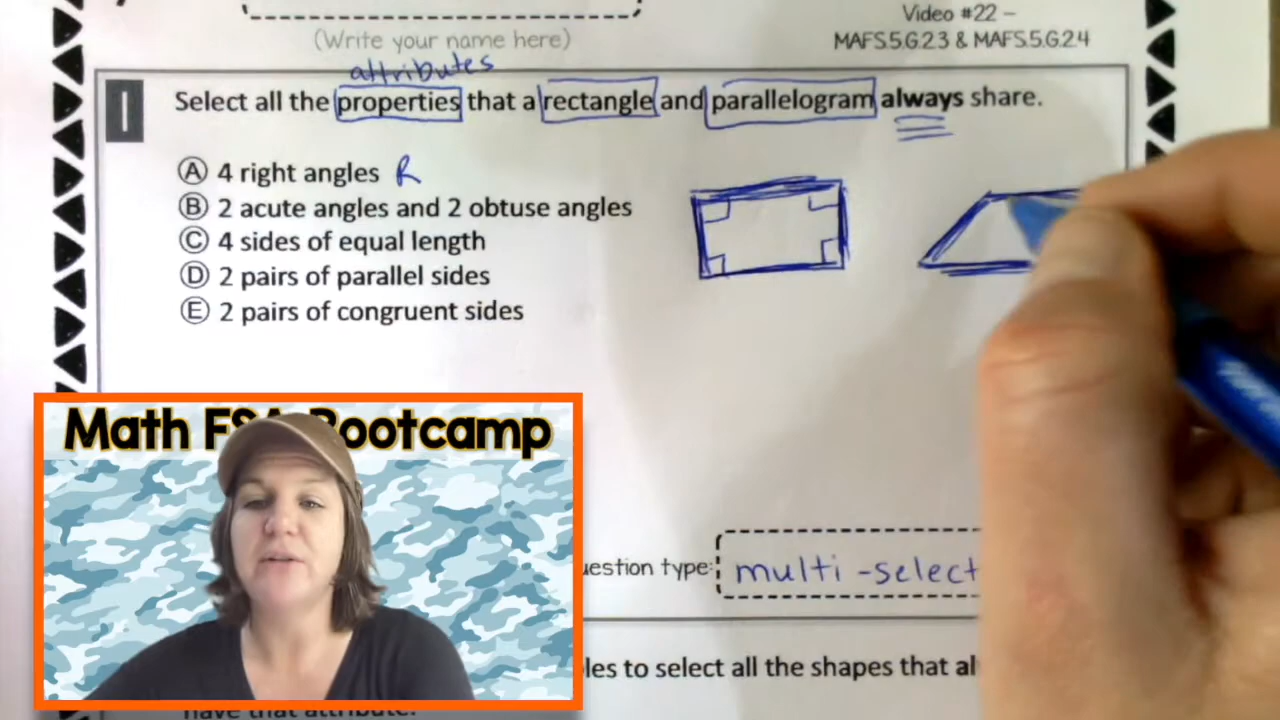 (Write your name here)
Video #22 –
MAFS.5.G.2.3 & MAFS.5.G.2.4
attributes
1 Select all the properties that a rectangle and parallelogram always share.
Ⓐ 4 right angles R
Ⓑ 2 acute angles and 2 obtuse angles
Ⓒ 4 sides of equal length
Ⓓ 2 pairs of parallel sides
Ⓔ 2 pairs of congruent sides
Math FSA Bootcamp
uestion type: multi-select
les to select all the shapes that al
have that attribute.